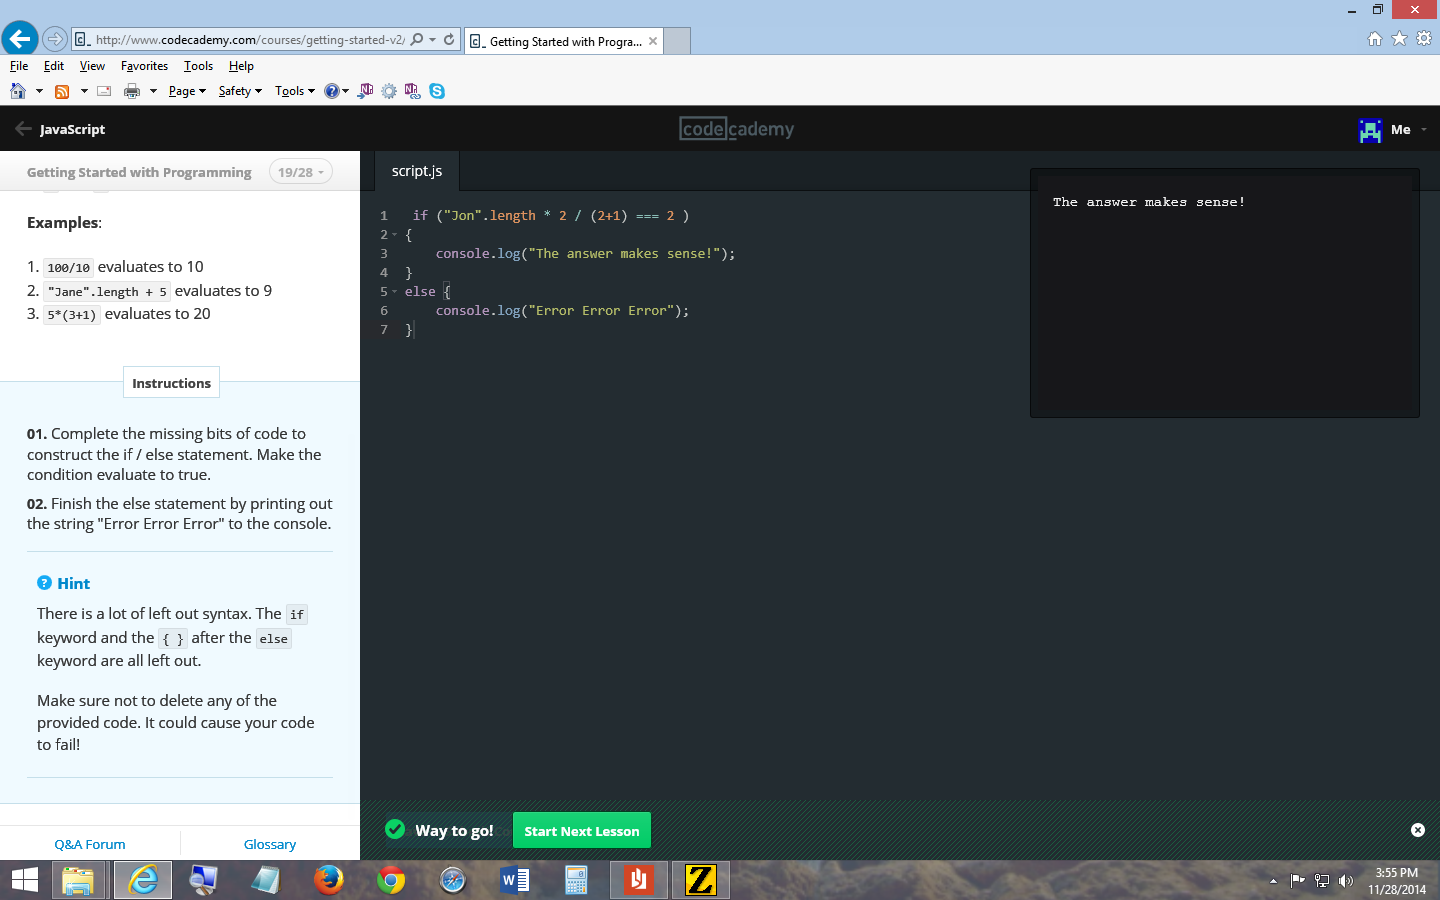 http://www.codecademy.com/courses/getting-started-v2/
Getting Started with Progra...
File Edit View Favorites Tools Help
Page Safety Tools
JavaScript
codecademy
Me
Getting Started with Programming 19/28
script.js
Examples:
1. 100/10 evaluates to 10
2. "Jane".length + 5 evaluates to 9
3. 5*(3+1) evaluates to 20
Instructions
01. Complete the missing bits of code to
construct the if / else statement. Make the
condition evaluate to true.
02. Finish the else statement by printing out
the string "Error Error Error" to the console.
Hint
There is a lot of left out syntax. The if
keyword and the { } after the else
keyword are all left out.
Make sure not to delete any of the
provided code. It could cause your code
to fail!
Q&A Forum Glossary
1 if ("Jon".length * 2 / (2+1) === 2 )
2 {
3 console.log("The answer makes sense!");
4 }
5 else {
6 console.log("Error Error Error");
7 }
The answer makes sense!
Way to go! Start Next Lesson
3:55 PM
11/28/2014